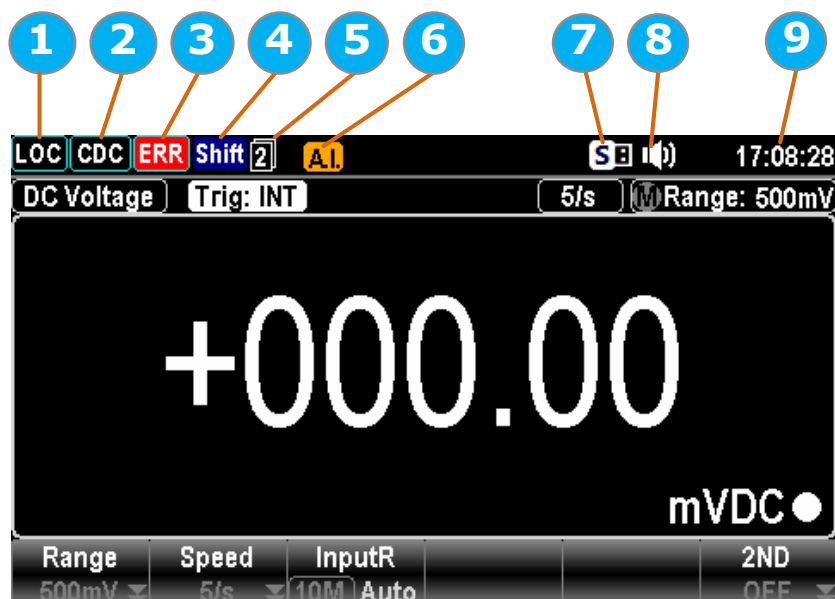 1 2 3 4 5 6 7 8 9
LOC CDC ERR Shift 2 A.I. S 17:08:28
DC Voltage Trig: INT 5/s M Range: 500mV
+000.00
mVDC
Range Speed InputR 2ND
500mV 5/s 10M Auto OFF